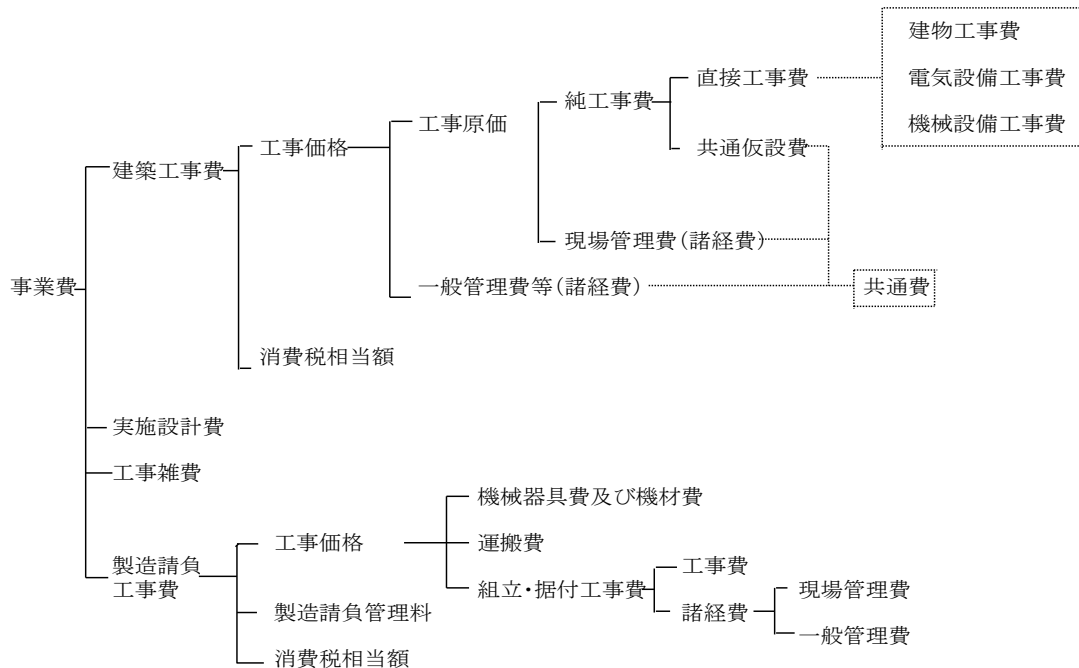 事業費
建築工事費
工事価格
工事原価
純工事費
直接工事費
建物工事費
電気設備工事費
機械設備工事費
共通仮設費
現場管理費(諸経費)
一般管理費等(諸経費)
共通費
消費税相当額
実施設計費
工事雑費
製造請負
工事費
工事価格
機械器具費及び機材費
運搬費
組立・据付工事費
工事費
諸経費
現場管理費
一般管理費
製造請負管理料
消費税相当額